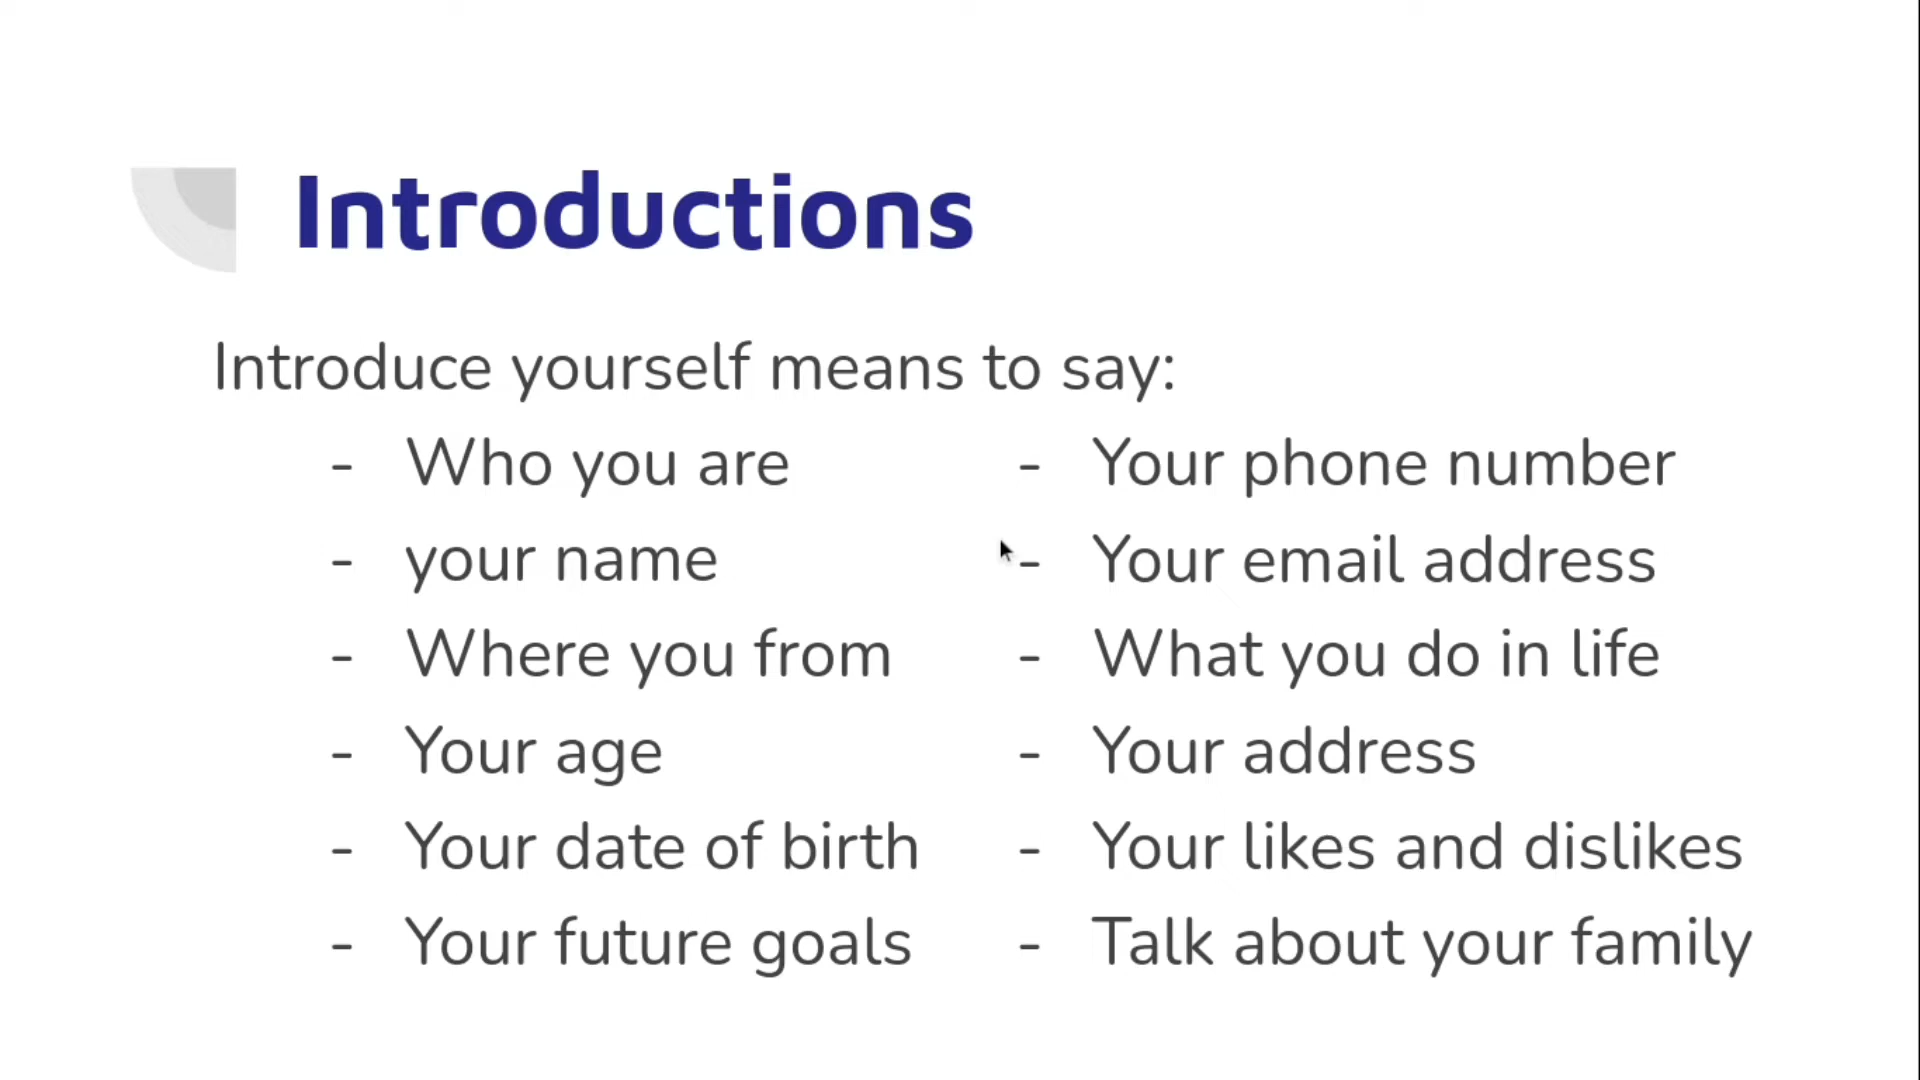 Introductions
Introduce yourself means to say:
- Who you are
- your name
- Where you from
- Your age
- Your date of birth
- Your future goals
- Your phone number
- Your email address
- What you do in life
- Your address
- Your likes and dislikes
- Talk about your family